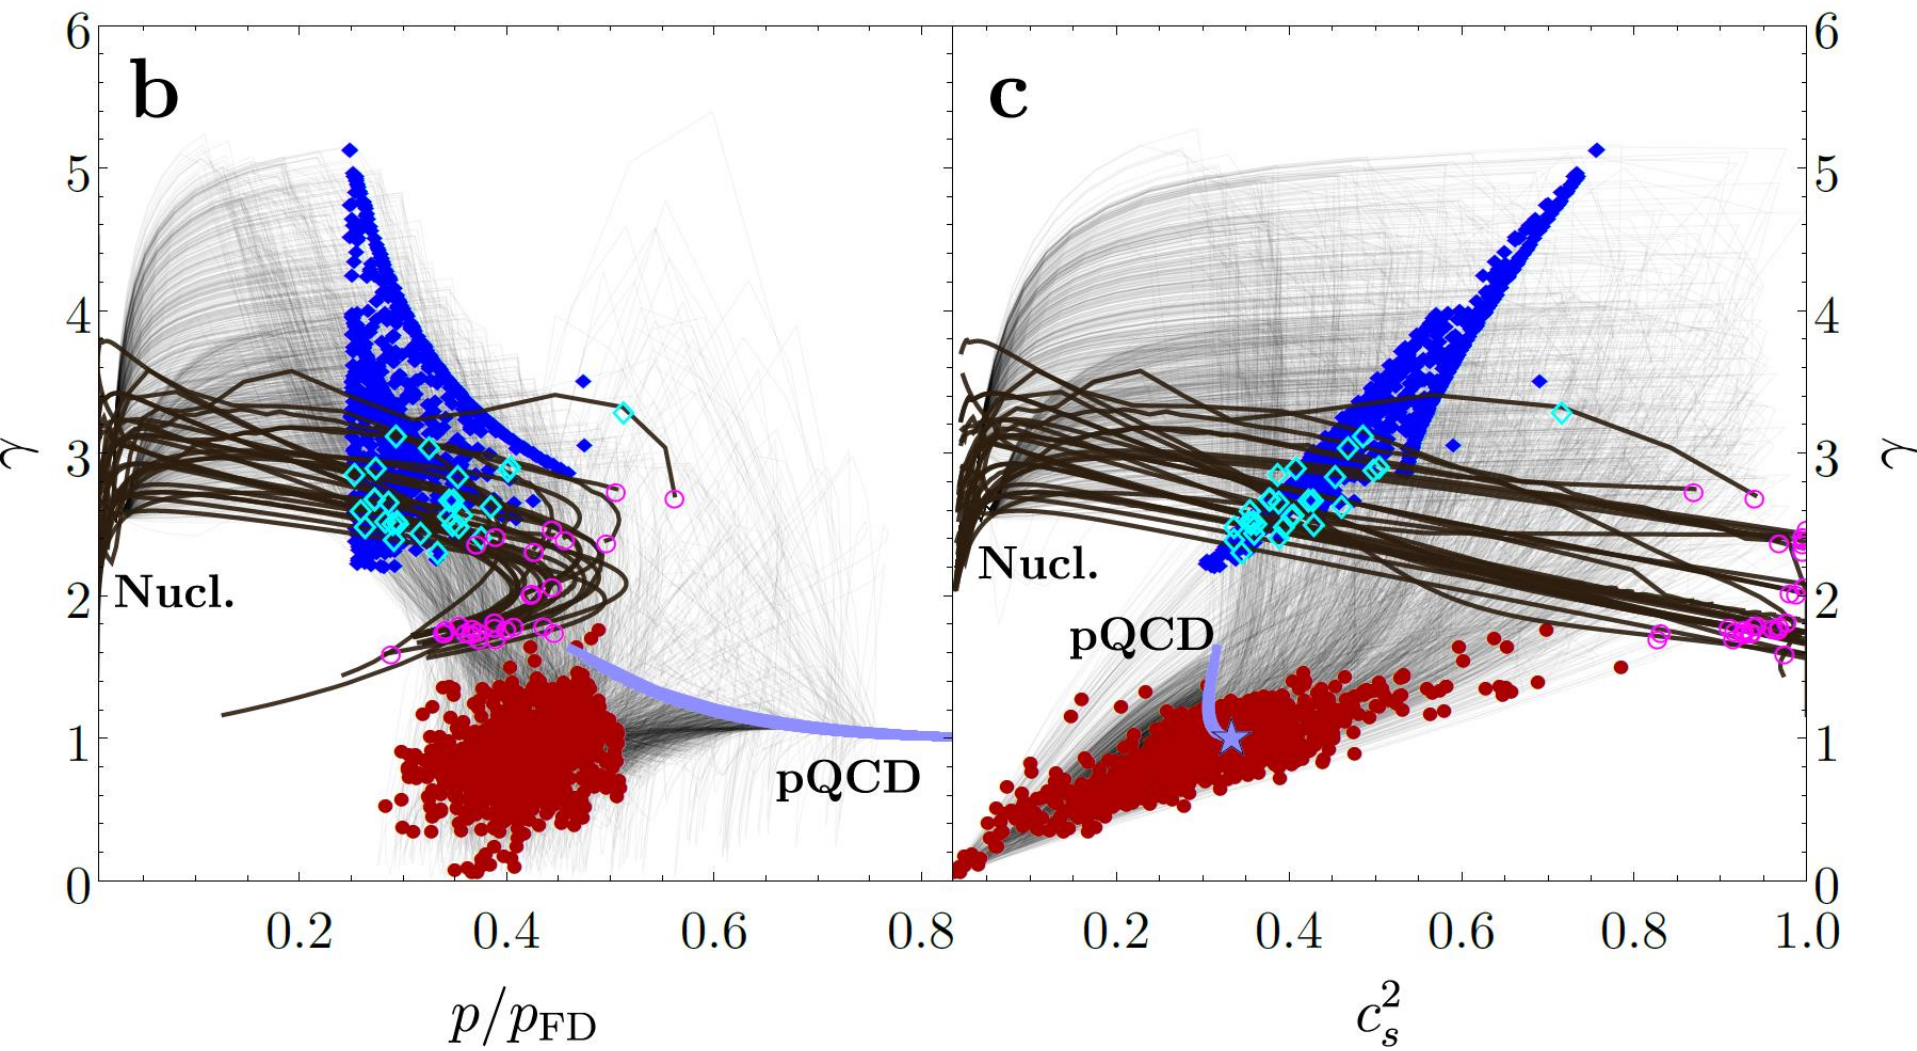 6 b c 6
5 5
4 4
γ 3 3 γ
Nucl. Nucl.
2 2
pQCD
1 1
pQCD
0 0
0.2 0.4 0.6 0.8 0.2 0.4 0.6 0.8 1.0
p/p_FD c_s^2